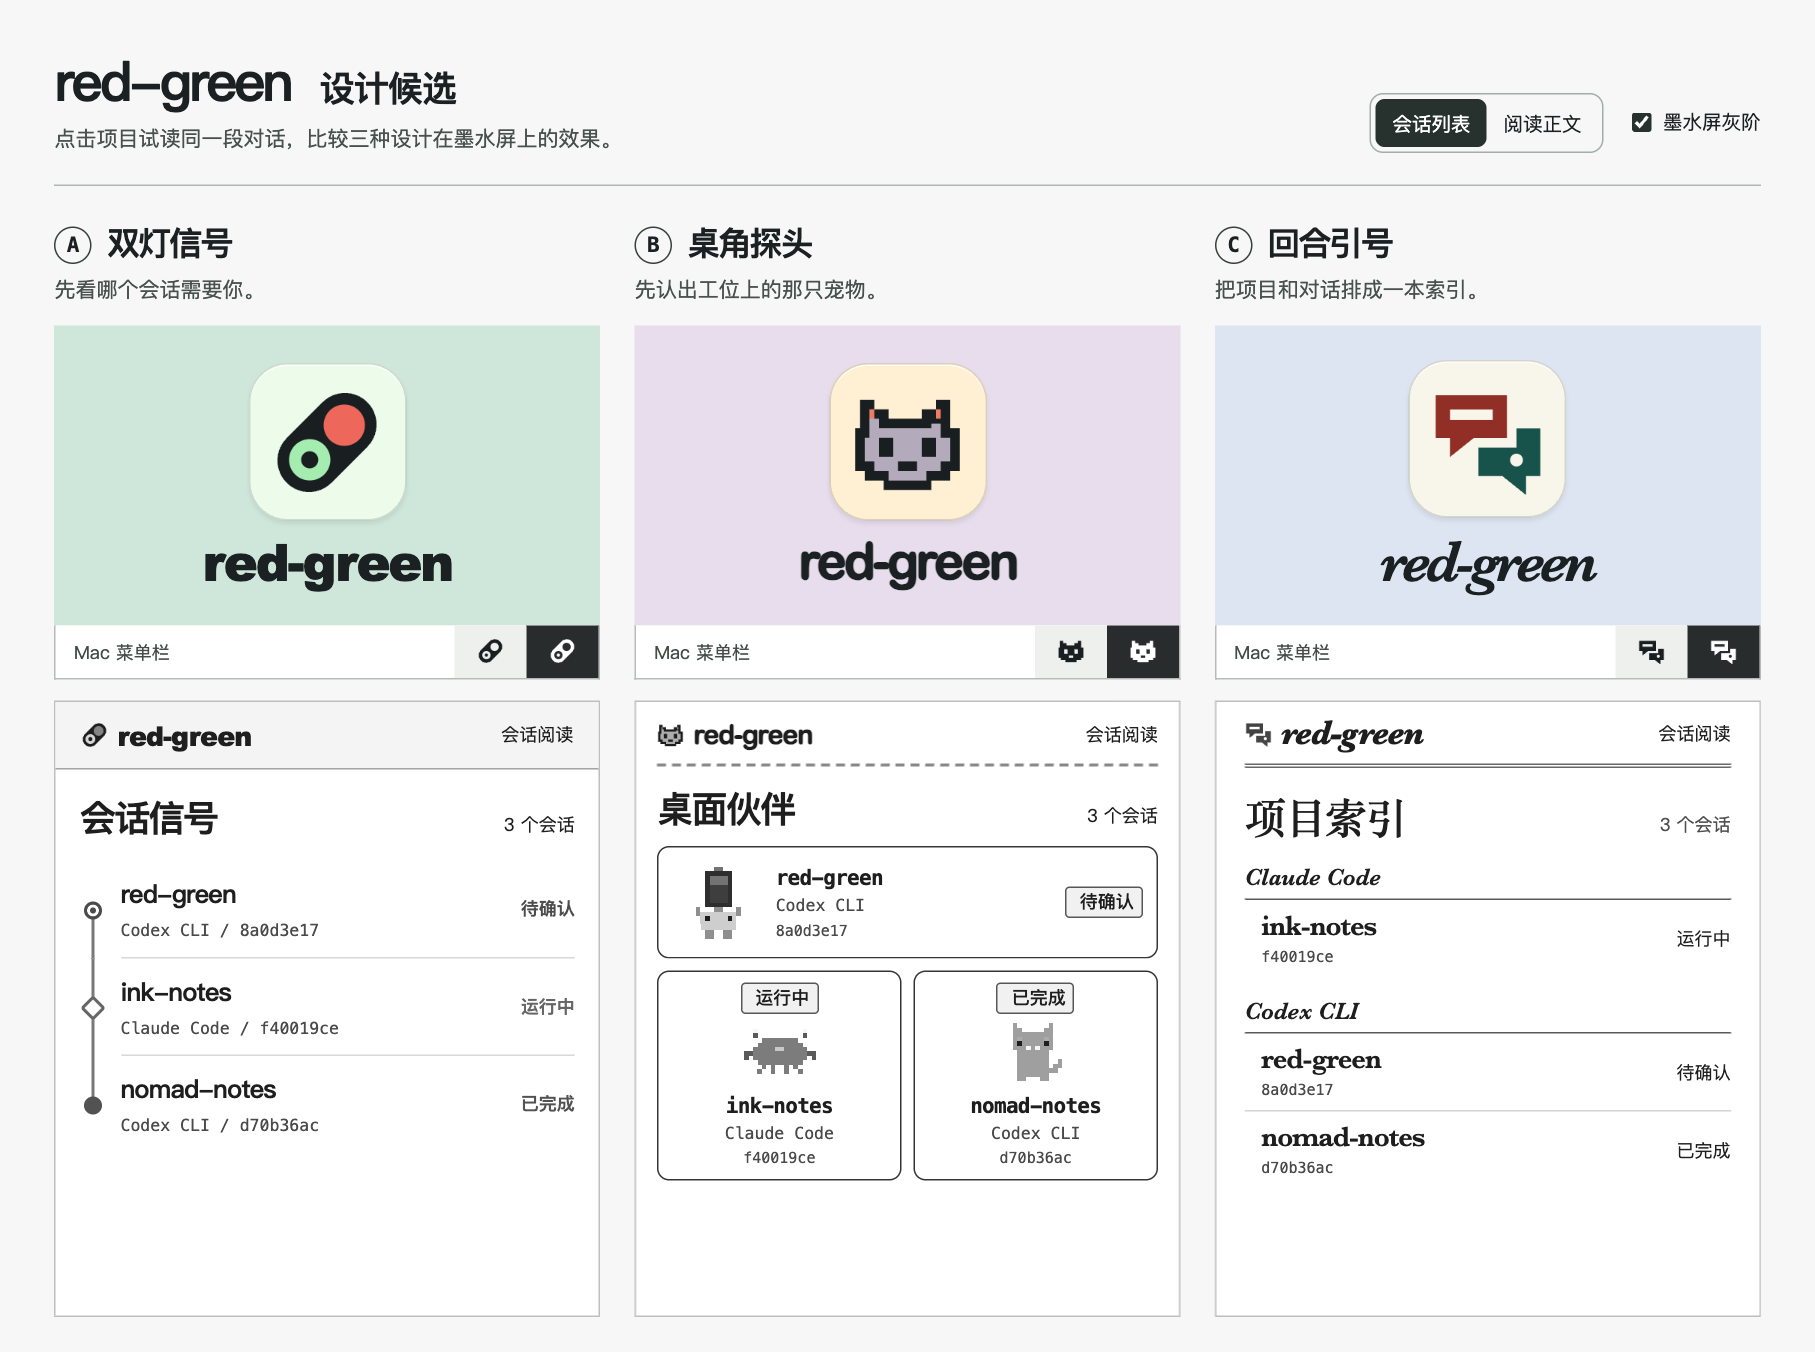 red–green 设计候选
点击项目试读同一段对话，比较三种设计在墨水屏上的效果。
会话列表 阅读正文 墨水屏灰阶
A 双灯信号
先看哪个会话需要你。
red-green
Mac 菜单栏
red-green 会话阅读
会话信号 3 个会话
red–green 待确认
Codex CLI / 8a0d3e17
ink–notes 运行中
Claude Code / f40019ce
nomad–notes 已完成
Codex CLI / d70b36ac
B 桌角探头
先认出工位上的那只宠物。
red-green
Mac 菜单栏
red-green 会话阅读
桌面伙伴 3 个会话
red–green 待确认
Codex CLI
8a0d3e17
运行中
ink–notes
Claude Code
f40019ce
已完成
nomad–notes
Codex CLI
d70b36ac
C 回合引号
把项目和对话排成一本索引。
red-green
Mac 菜单栏
red-green 会话阅读
项目索引 3 个会话
Claude Code
ink-notes 运行中
f40019ce
Codex CLI
red-green 待确认
8a0d3e17
nomad-notes 已完成
d70b36ac